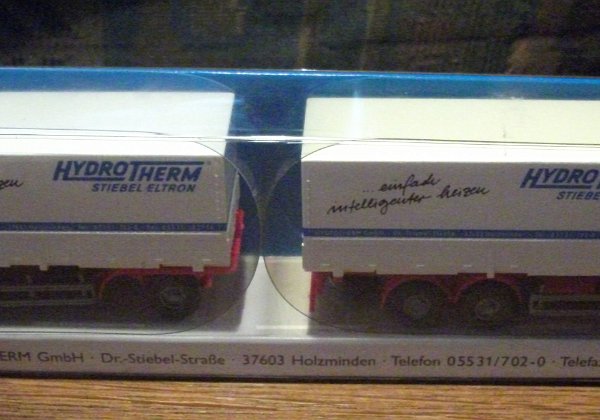 HYDROTHERM
STIEBEL ELTRON
...einfach
intelligenter heizen
HYDRO
STIEBE
ERM GmbH · Dr.-Stiebel-Straße · 37603 Holzminden · Telefon 05531/702-0 · Telefa